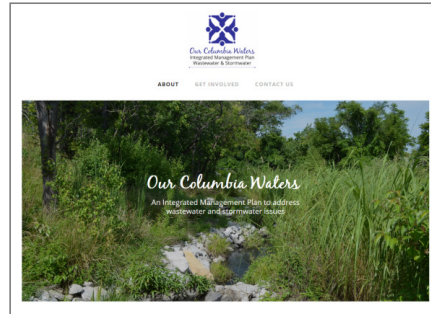 Our Columbia Waters
Integrated Management Plan
Wastewater & Stormwater
ABOUT GET INVOLVED CONTACT US
Our Columbia Waters
An Integrated Management Plan to address
wastewater and stormwater issues